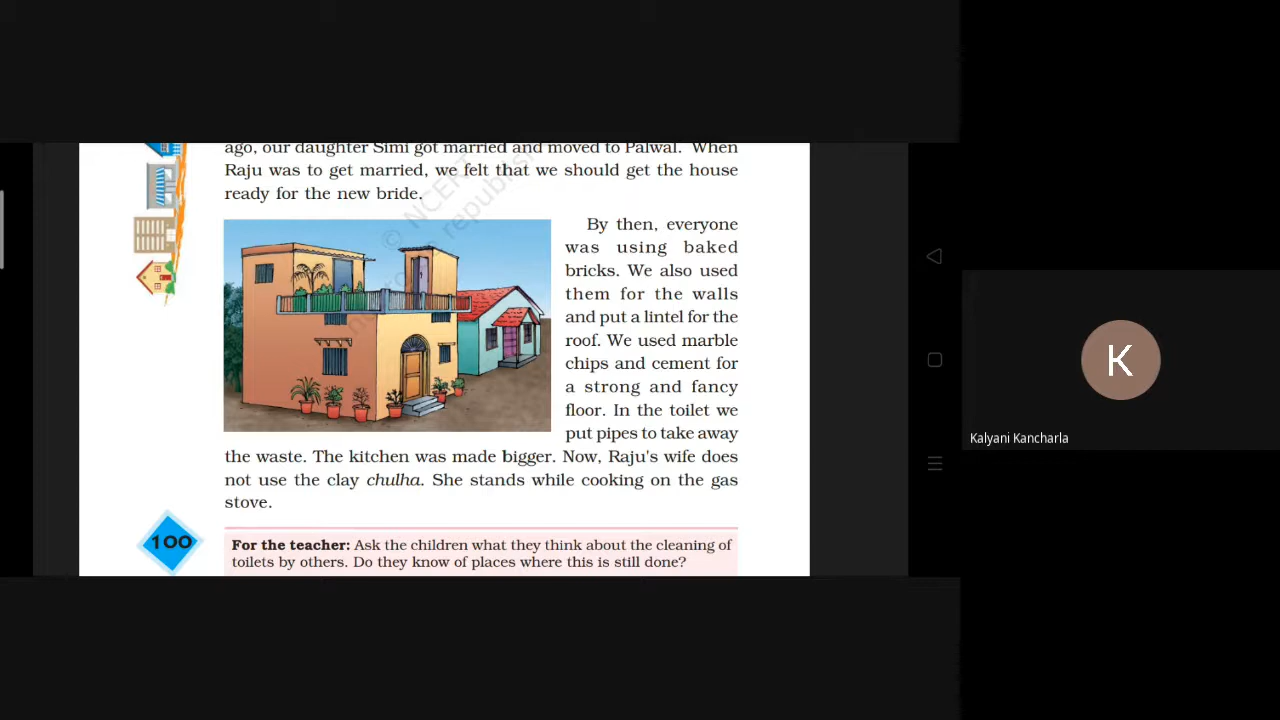 ago, our daughter Simi got married and moved to Palwal. When
Raju was to get married, we felt that we should get the house
ready for the new bride.
By then, everyone
was using baked
bricks. We also used
them for the walls
and put a lintel for the
roof. We used marble
chips and cement for
a strong and fancy
floor. In the toilet we
put pipes to take away
the waste. The kitchen was made bigger. Now, Raju's wife does
not use the clay chulha. She stands while cooking on the gas
stove.
100
For the teacher: Ask the children what they think about the cleaning of
toilets by others. Do they know of places where this is still done?
© NCERT
K
Kalyani Kancharla